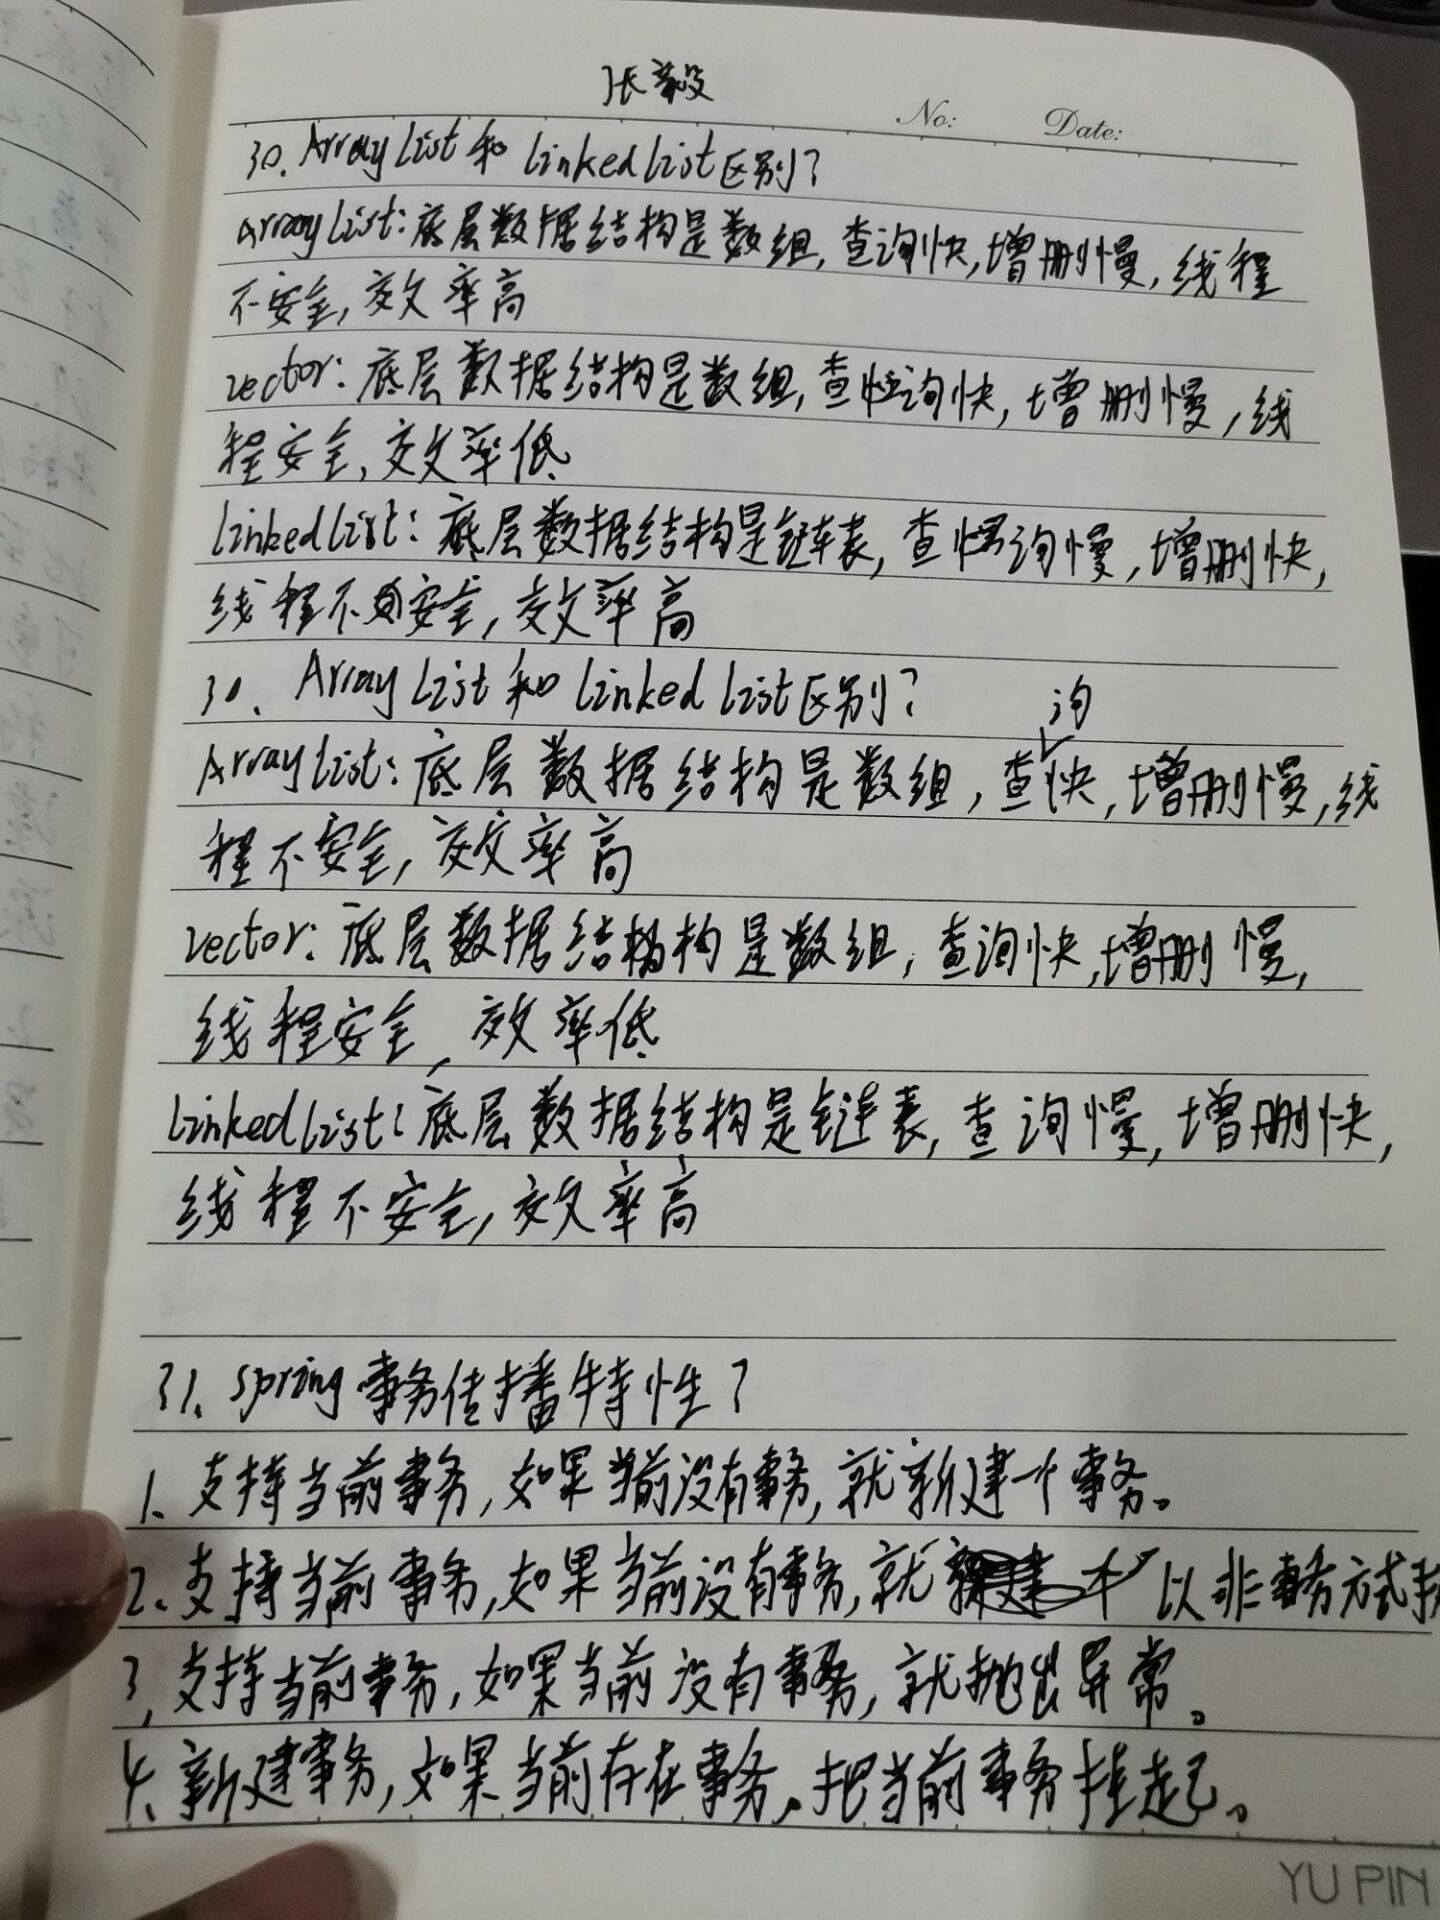 张毅
No: Date:
30. ArrayList和LinkedList区别?
ArrayList:底层数据结构是数组,查询快,增删慢,线程
不安全,效率高
vector:底层数据结构是数组,查询快,增删慢,线
程安全,效率低
LinkedList:底层数据结构是链表,查询慢,增删快,
线程不安全,效率高
30. ArrayList和LinkedList区别?
ArrayList:底层数据结构是数组,查询快,增删慢,线
程不安全,效率高
vector:底层数据结构是数组,查询快,增删慢,
线程安全,效率低
LinkedList:底层数据结构是链表,查询慢,增删快,
线程不安全,效率高
31. Spring事务传播特性?
1、支持当前事务,如果当前没有事务,就新建一个事务。
2、支持当前事务,如果当前没有事务,就以非事务方式
3、支持当前事务,如果当前没有事务,就抛出异常。
4、新建事务,如果当前存在事务,把当前事务挂起。
YU PIN